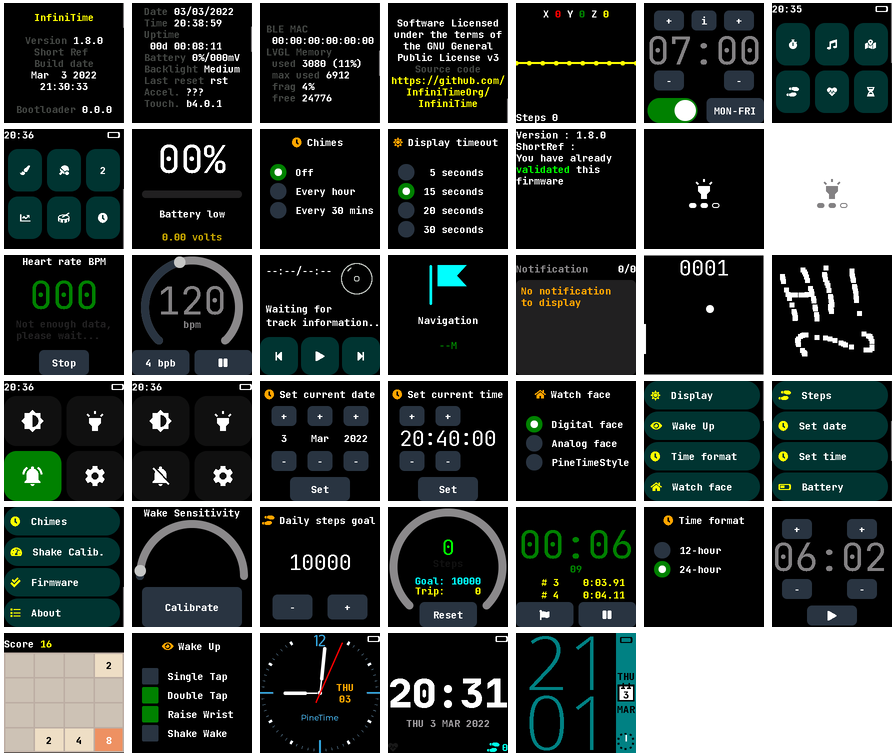 InfiniTime
Version 1.8.0
Short Ref
Build date
Mar 3 2022
21:30:33
Bootloader 0.0.0
Date 03/03/2022
Time 20:38:59
Uptime
00d 00:08:11
Battery 0%/000mV
Backlight Medium
Last reset rst
Accel. ???
Touch. b4.0.1
BLE MAC
00:00:00:00:00:00
LVGL Memory
used 3080 (11%)
max used 6912
frag 4%
free 24776
Software Licensed
under the terms of
the GNU General
Public License v3
Source code
https://github.com/
InfiniTimeOrg/
InfiniTime
X 0 Y 0 Z 0
Steps 0
+ i +
07:00
- -
MON-FRI
20:35
20:36
2
00%
Battery low
0.00 volts
Chimes
Off
Every hour
Every 30 mins
Display timeout
5 seconds
15 seconds
20 seconds
30 seconds
Version : 1.8.0
ShortRef :
You have already
validated this
firmware
Heart rate BPM
000
Not enough data,
please wait...
Stop
120
bpm
4 bpb
--:--/--:--
Waiting for
track information..
Navigation
--M
Notification 0/0
No notification
to display
0001
Hi!
20:36
20:36
Set current date
+ + +
3 Mar 2022
- - -
Set
Set current time
+ +
20:40:00
- -
Set
Watch face
Digital face
Analog face
PineTimeStyle
Display
Wake Up
Time format
Watch face
Steps
Set date
Set time
Battery
Chimes
Shake Calib.
Firmware
About
Wake Sensitivity
Calibrate
Daily steps goal
10000
- +
0
Steps
Goal: 10000
Trip: 0
Reset
00:06
09
# 3 0:03.91
# 4 0:04.11
Time format
12-hour
24-hour
+ +
06:02
- -
Score 16
2
2 4 8
Wake Up
Single Tap
Double Tap
Raise Wrist
Shake Wake
12
THU
03
PineTime
20:31
THU 3 MAR 2022
0
21
01
THU
3
MAR